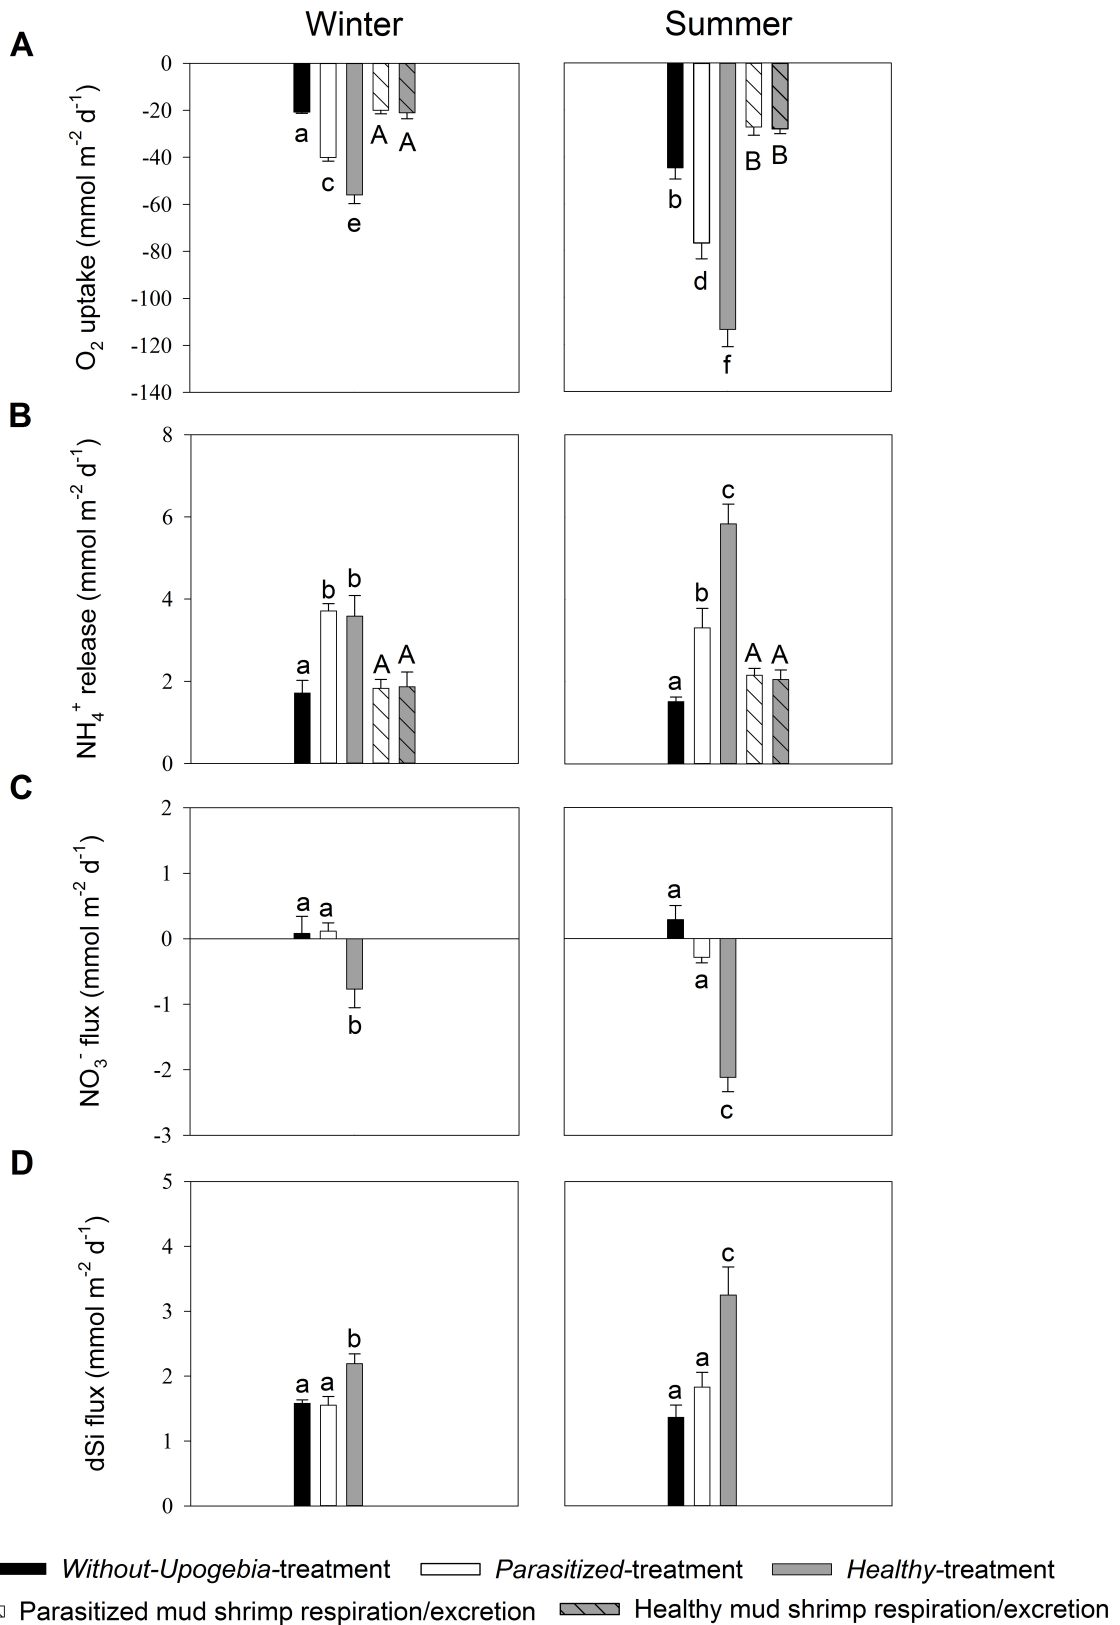 Winter Summer
A
O2 uptake (mmol m-2 d-1)
0
-20
-40
-60
-80
-100
-120
-140
a c e A A
b d f B B
B
NH4+ release (mmol m-2 d-1)
8
6
4
2
0
a b b A A
a b c A A
C
NO3- flux (mmol m-2 d-1)
2
1
0
-1
-2
-3
a a b
a a c
D
dSi flux (mmol m-2 d-1)
5
4
3
2
1
0
a a b
a a c
Without-Upogebia-treatment Parasitized-treatment Healthy-treatment
Parasitized mud shrimp respiration/excretion Healthy mud shrimp respiration/excretion